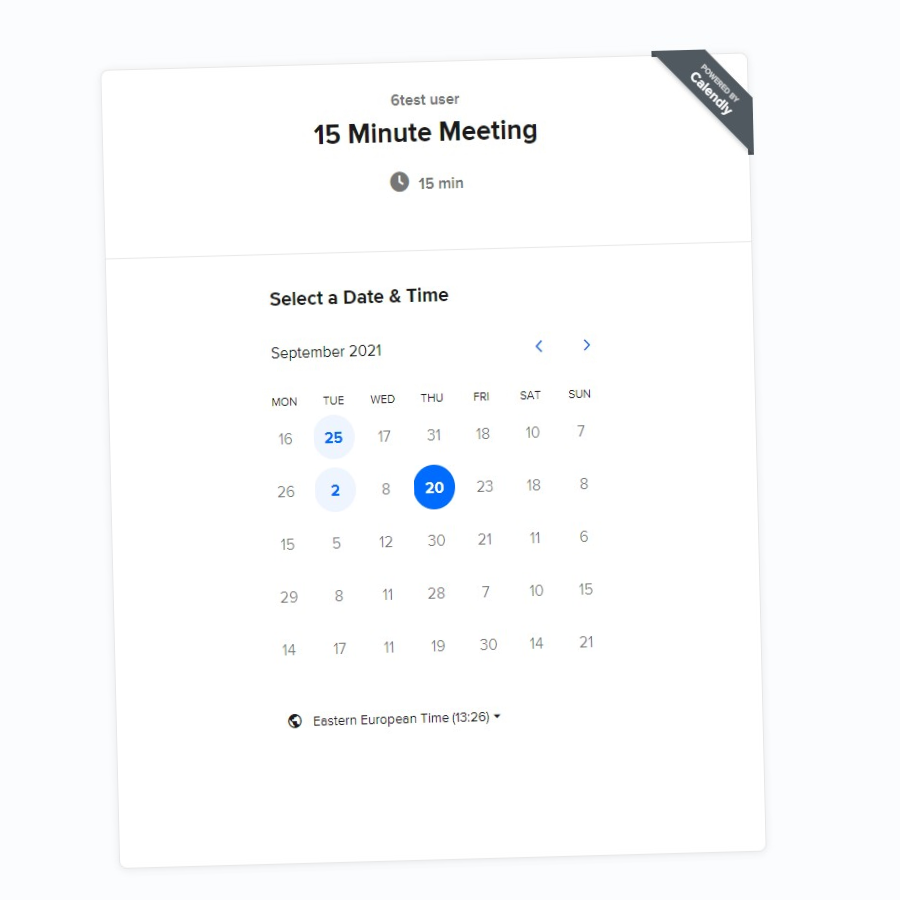 POWERED BY
Calendly
6test user
15 Minute Meeting
15 min
Select a Date & Time
September 2021
MON TUE WED THU FRI SAT SUN
16 25 17 31 18 10 7
26 2 8 20 23 18 8
15 5 12 30 21 11 6
29 8 11 28 7 10 15
14 17 11 19 30 14 21
Eastern European Time (13:26)